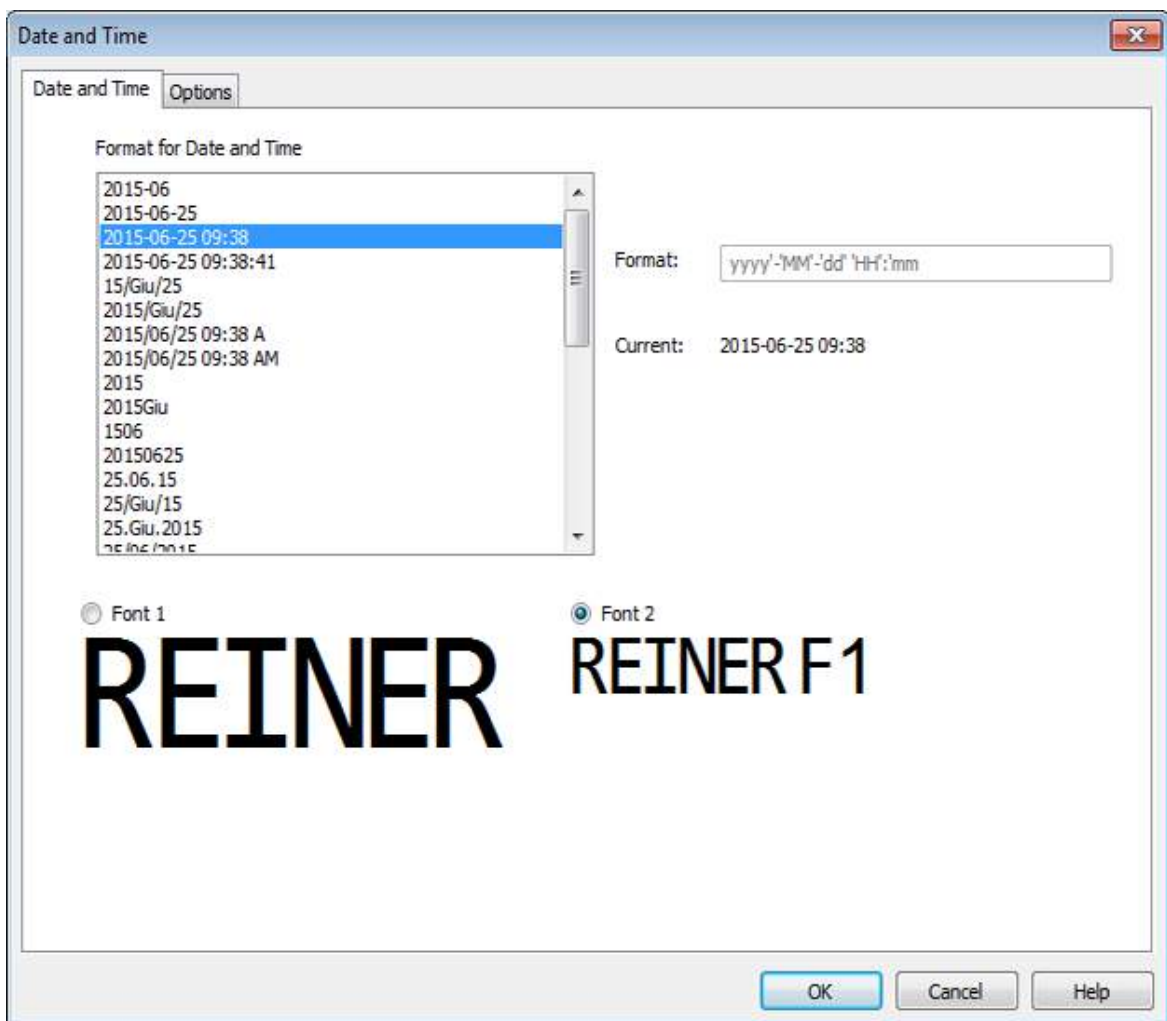 Date and Time
Date and Time
Options
Format for Date and Time
2015-06
2015-06-25
2015-06-25 09:38
2015-06-25 09:38:41
15/Giu/25
2015/Giu/25
2015/06/25 09:38 A
2015/06/25 09:38 AM
2015
2015Giu
1506
20150625
25.06.15
25/Giu/15
25.Giu.2015
25/06/2015
Format:
yyyy'-'MM'-'dd' 'HH':'mm
Current:
2015-06-25 09:38
Font 1
REINER
Font 2
REINER F1
OK
Cancel
Help